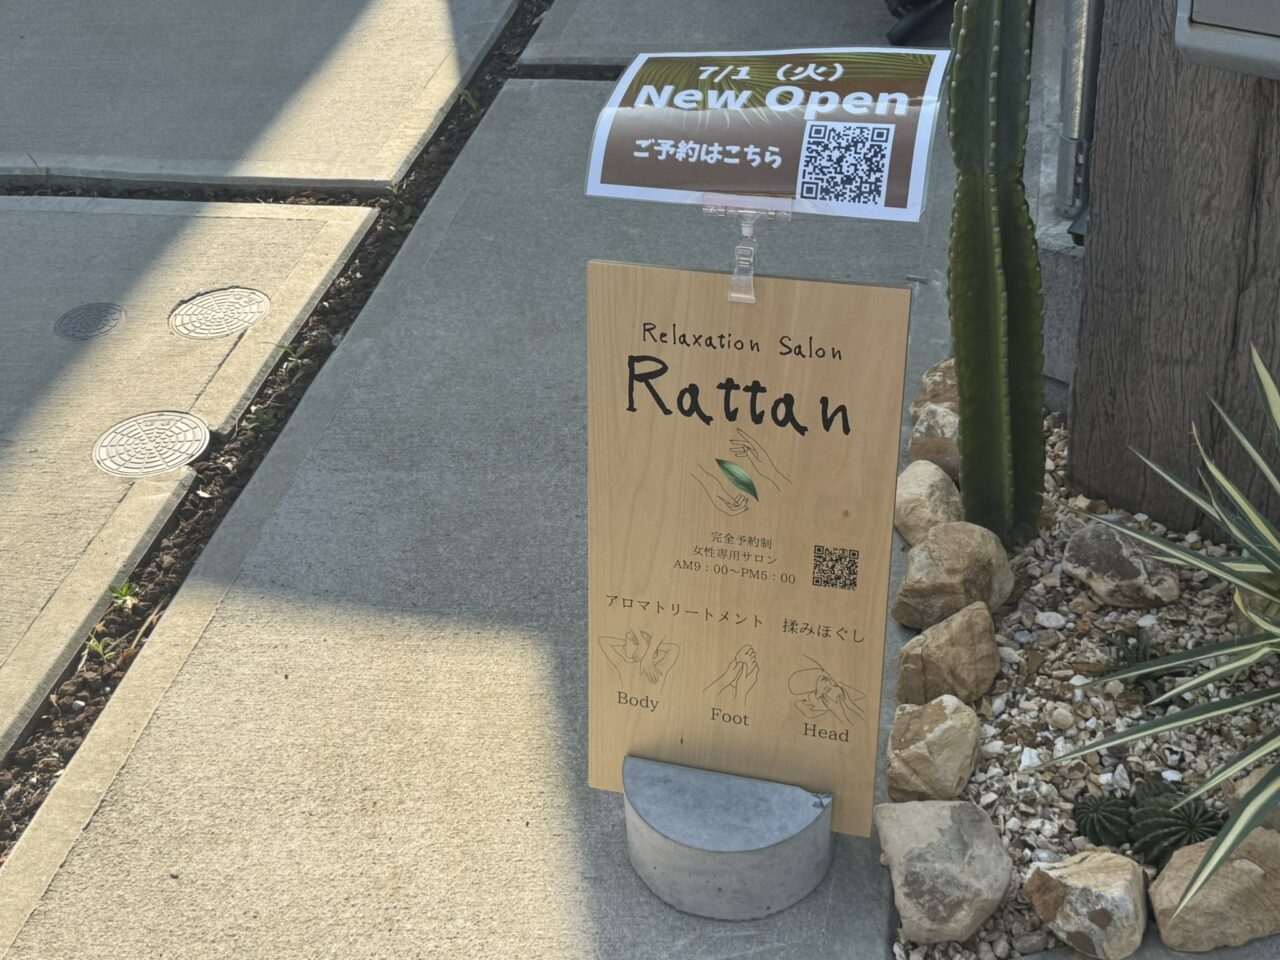 7/1（火）
New Open
ご予約はこちら
Relaxation Salon
Rattan
完全予約制
女性専用サロン
AM9：00～PM5：00
アロマトリートメント 揉みほぐし
Body
Foot
Head